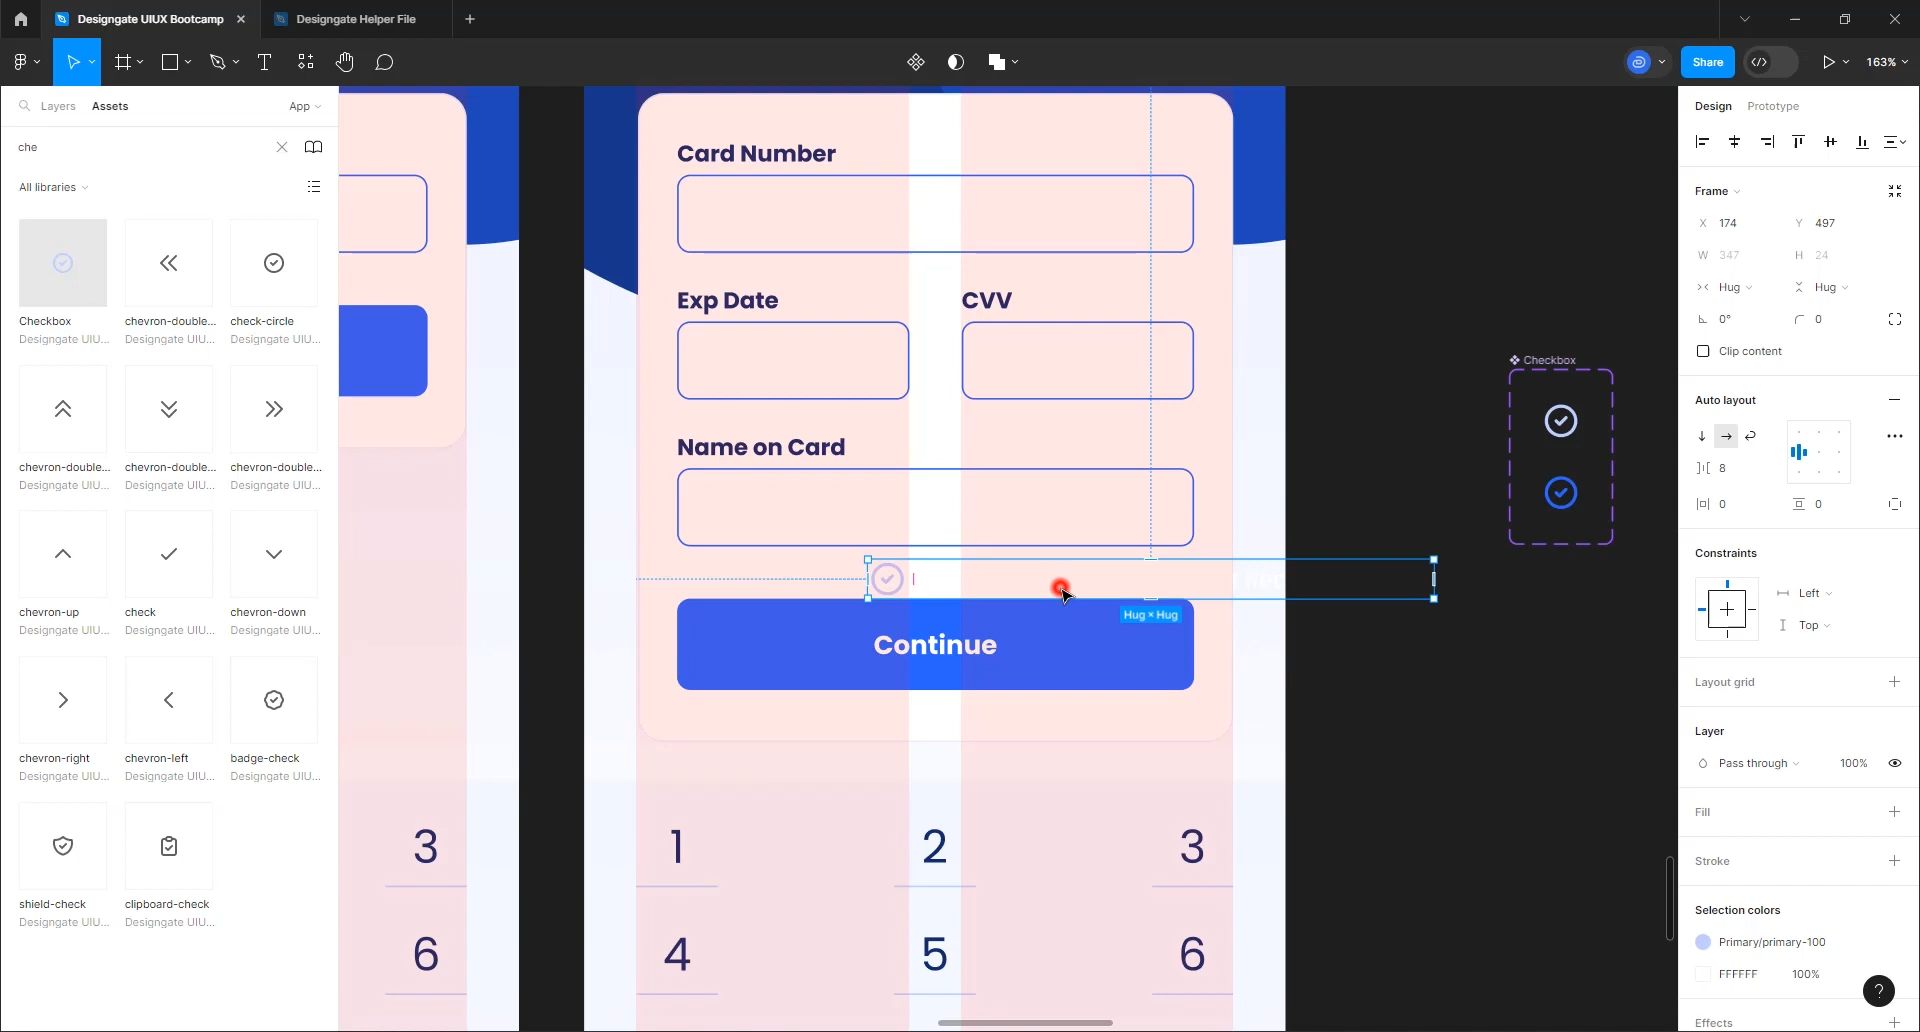 Designgate UIUX Bootcamp
Designgate Helper File
Share
163%
Layers
Assets
App
che
All libraries
Checkbox
Designgate UIU...
chevron-double...
Designgate UIU...
check-circle
Designgate UIU...
chevron-double...
Designgate UIU...
chevron-double...
Designgate UIU...
chevron-double...
Designgate UIU...
chevron-up
Designgate UIU...
check
Designgate UIU...
chevron-down
Designgate UIU...
chevron-right
Designgate UIU...
chevron-left
Designgate UIU...
badge-check
Designgate UIU...
shield-check
Designgate UIU...
clipboard-check
Designgate UIU...
3
6
Card Number
Exp Date
CVV
Name on Card
Hug × Hug
Continue
1
2
3
4
5
6
Checkbox
Design
Prototype
Frame
X 174
Y 497
W 347
H 24
Hug
Hug
0°
0
Clip content
Auto layout
8
0
0
Constraints
Left
Top
Layout grid
Layer
Pass through
100%
Fill
Stroke
Selection colors
Primary/primary-100
FFFFFF
100%
?
Effects